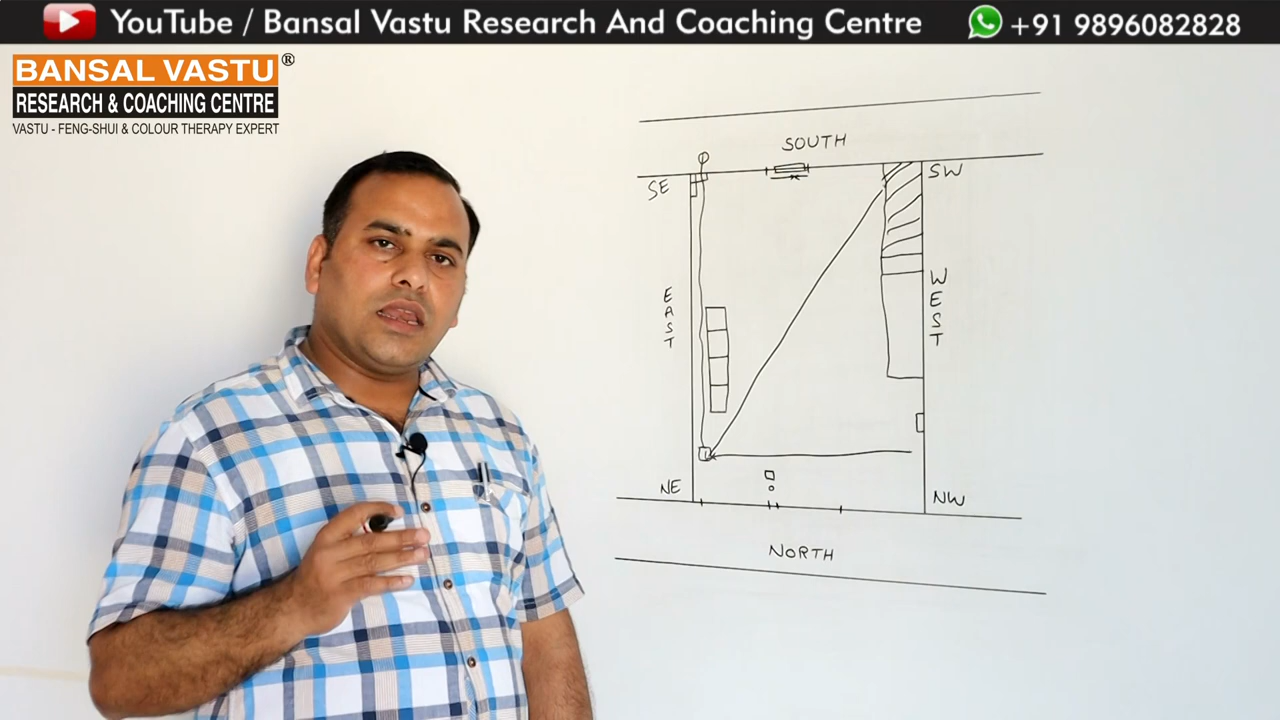 YouTube / Bansal Vastu Research And Coaching Centre
+91 9896082828
BANSAL VASTU®
RESEARCH & COACHING CENTRE
VASTU - FENG-SHUI & COLOUR THERAPY EXPERT
SOUTH
SE
SW
EAST
WEST
NE
NW
NORTH